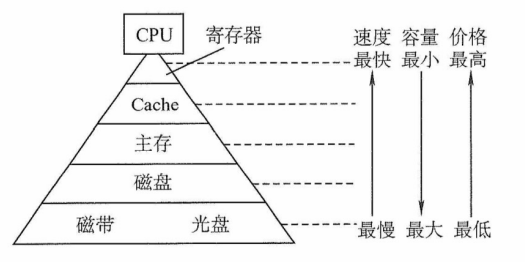 CPU
寄存器
速度 容量 价格
最快 最小 最高
Cache
主存
磁盘
磁带 光盘
最慢 最大 最低